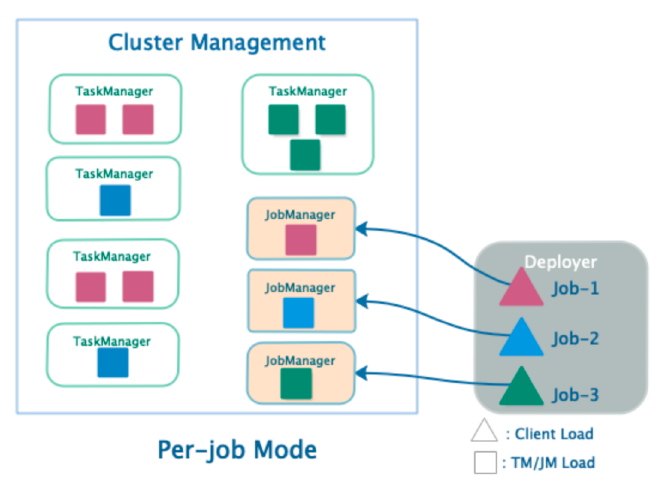 Cluster Management
TaskManager
TaskManager
TaskManager
TaskManager
TaskManager
JobManager
JobManager
JobManager
Deployer
Job-1
Job-2
Job-3
Per-job Mode
: Client Load
: TM/JM Load